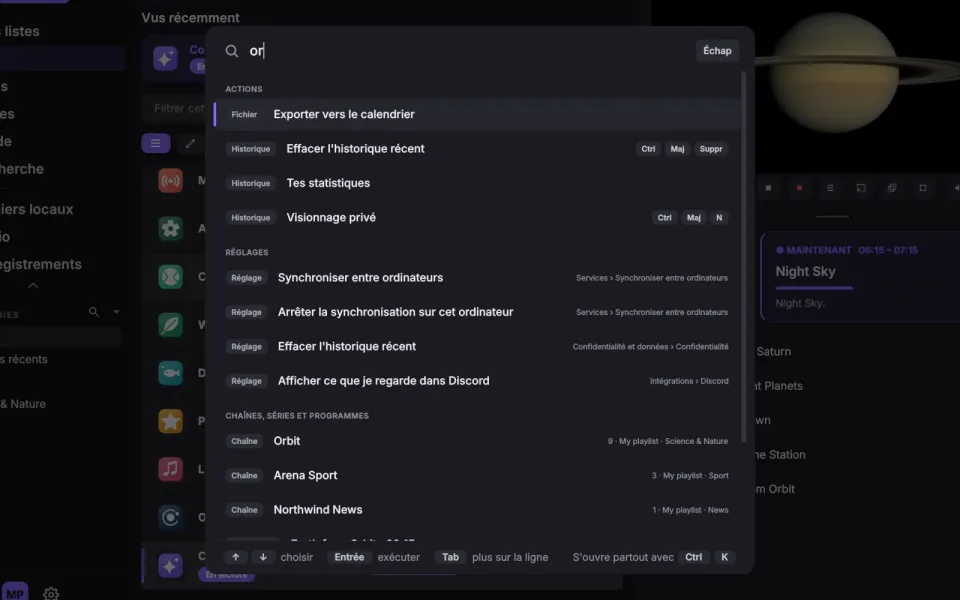 Vus récemment
s listes
or
Échap
Co
En
Filtrer cet
ACTIONS
Fichier Exporter vers le calendrier
Historique Effacer l'historique récent Ctrl Maj Suppr
Historique Tes statistiques
Historique Visionnage privé Ctrl Maj N
RÉGLAGES
Réglage Synchroniser entre ordinateurs Services › Synchroniser entre ordinateurs
Réglage Arrêter la synchronisation sur cet ordinateur Services › Synchroniser entre ordinateurs
Réglage Effacer l'historique récent Confidentialité et données › Confidentialité
Réglage Afficher ce que je regarde dans Discord Intégrations › Discord
CHAÎNES, SÉRIES ET PROGRAMMES
Chaîne Orbit 9 · My playlist · Science & Nature
Chaîne Arena Sport 3 · My playlist · Sport
Chaîne Northwind News 1 · My playlist · News
↑ ↓ choisir Entrée exécuter Tab plus sur la ligne S'ouvre partout avec Ctrl K
En lecture
s
es
de
herche
iers locaux
io
egistrements
IES
s récents
& Nature
MP
MAINTENANT 06:15 – 07:15
Night Sky
Night Sky.
Saturn
t Planets
wn
ne Station
m Orbit